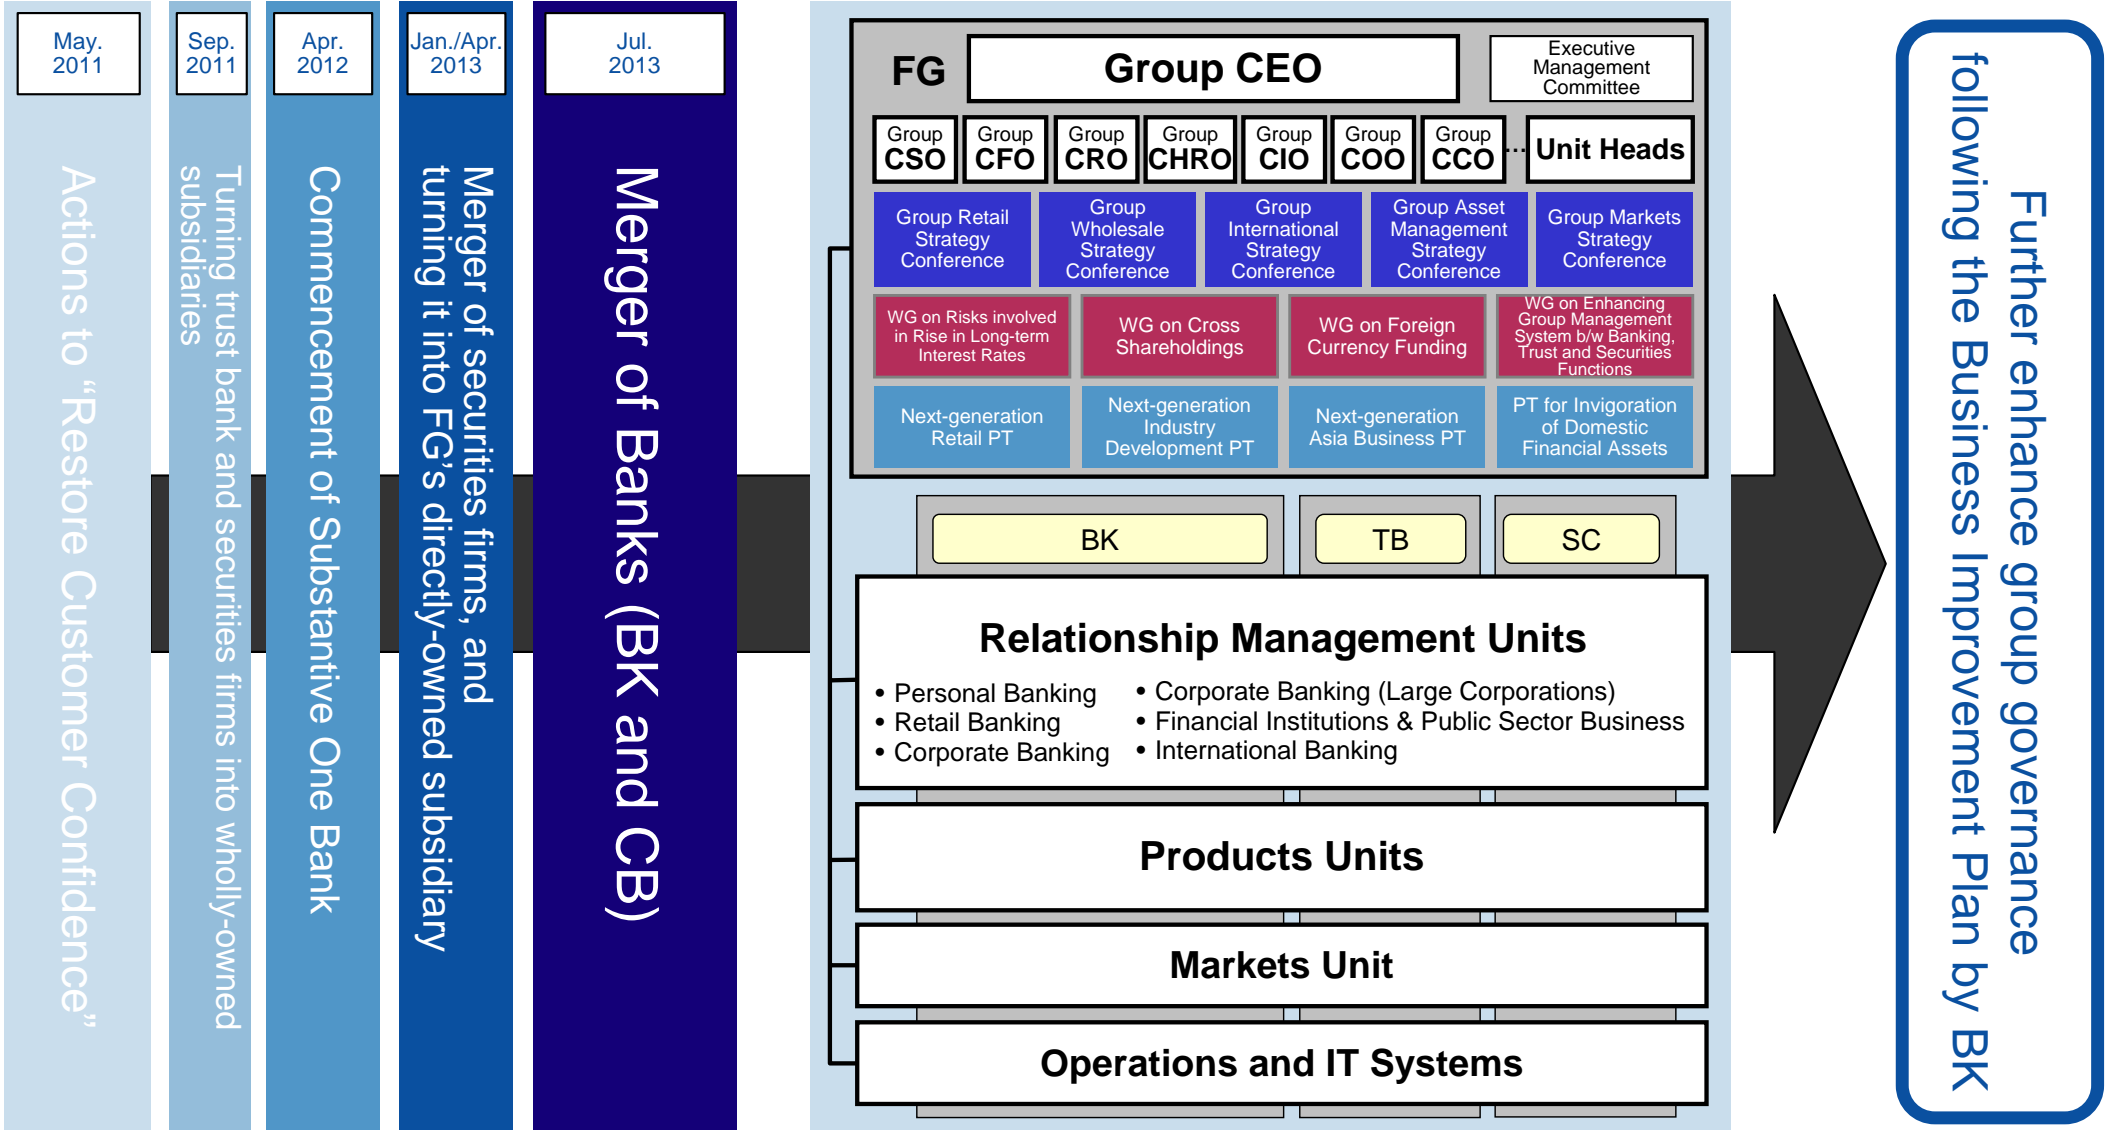 May.
2011
Actions to “Restore Customer Confidence”
Sep.
2011
Turning trust bank and securities firms into wholly-owned
subsidiaries
Apr.
2012
Commencement of Substantive One Bank
Jan./Apr.
2013
Merger of securities firms, and
turning it into FG's directly-owned subsidiary
Jul.
2013
Merger of Banks (BK and CB)
FG
Group CEO
Executive
Management
Committee
Group
CSO
Group
CFO
Group
CRO
Group
CHRO
Group
CIO
Group
COO
Group
CCO
...
Unit Heads
Group Retail
Strategy
Conference
Group
Wholesale
Strategy
Conference
Group
International
Strategy
Conference
Group Asset
Management
Strategy
Conference
Group Markets
Strategy
Conference
WG on Risks involved
in Rise in Long-term
Interest Rates
WG on Cross
Shareholdings
WG on Foreign
Currency Funding
WG on Enhancing
Group Management
System b/w Banking,
Trust and Securities
Functions
Next-generation
Retail PT
Next-generation
Industry
Development PT
Next-generation
Asia Business PT
PT for Invigoration
of Domestic
Financial Assets
BK
TB
SC
Relationship Management Units
• Personal Banking
• Retail Banking
• Corporate Banking
• Corporate Banking (Large Corporations)
• Financial Institutions & Public Sector Business
• International Banking
Products Units
Markets Unit
Operations and IT Systems
Further enhance group governance
following the Business Improvement Plan by BK